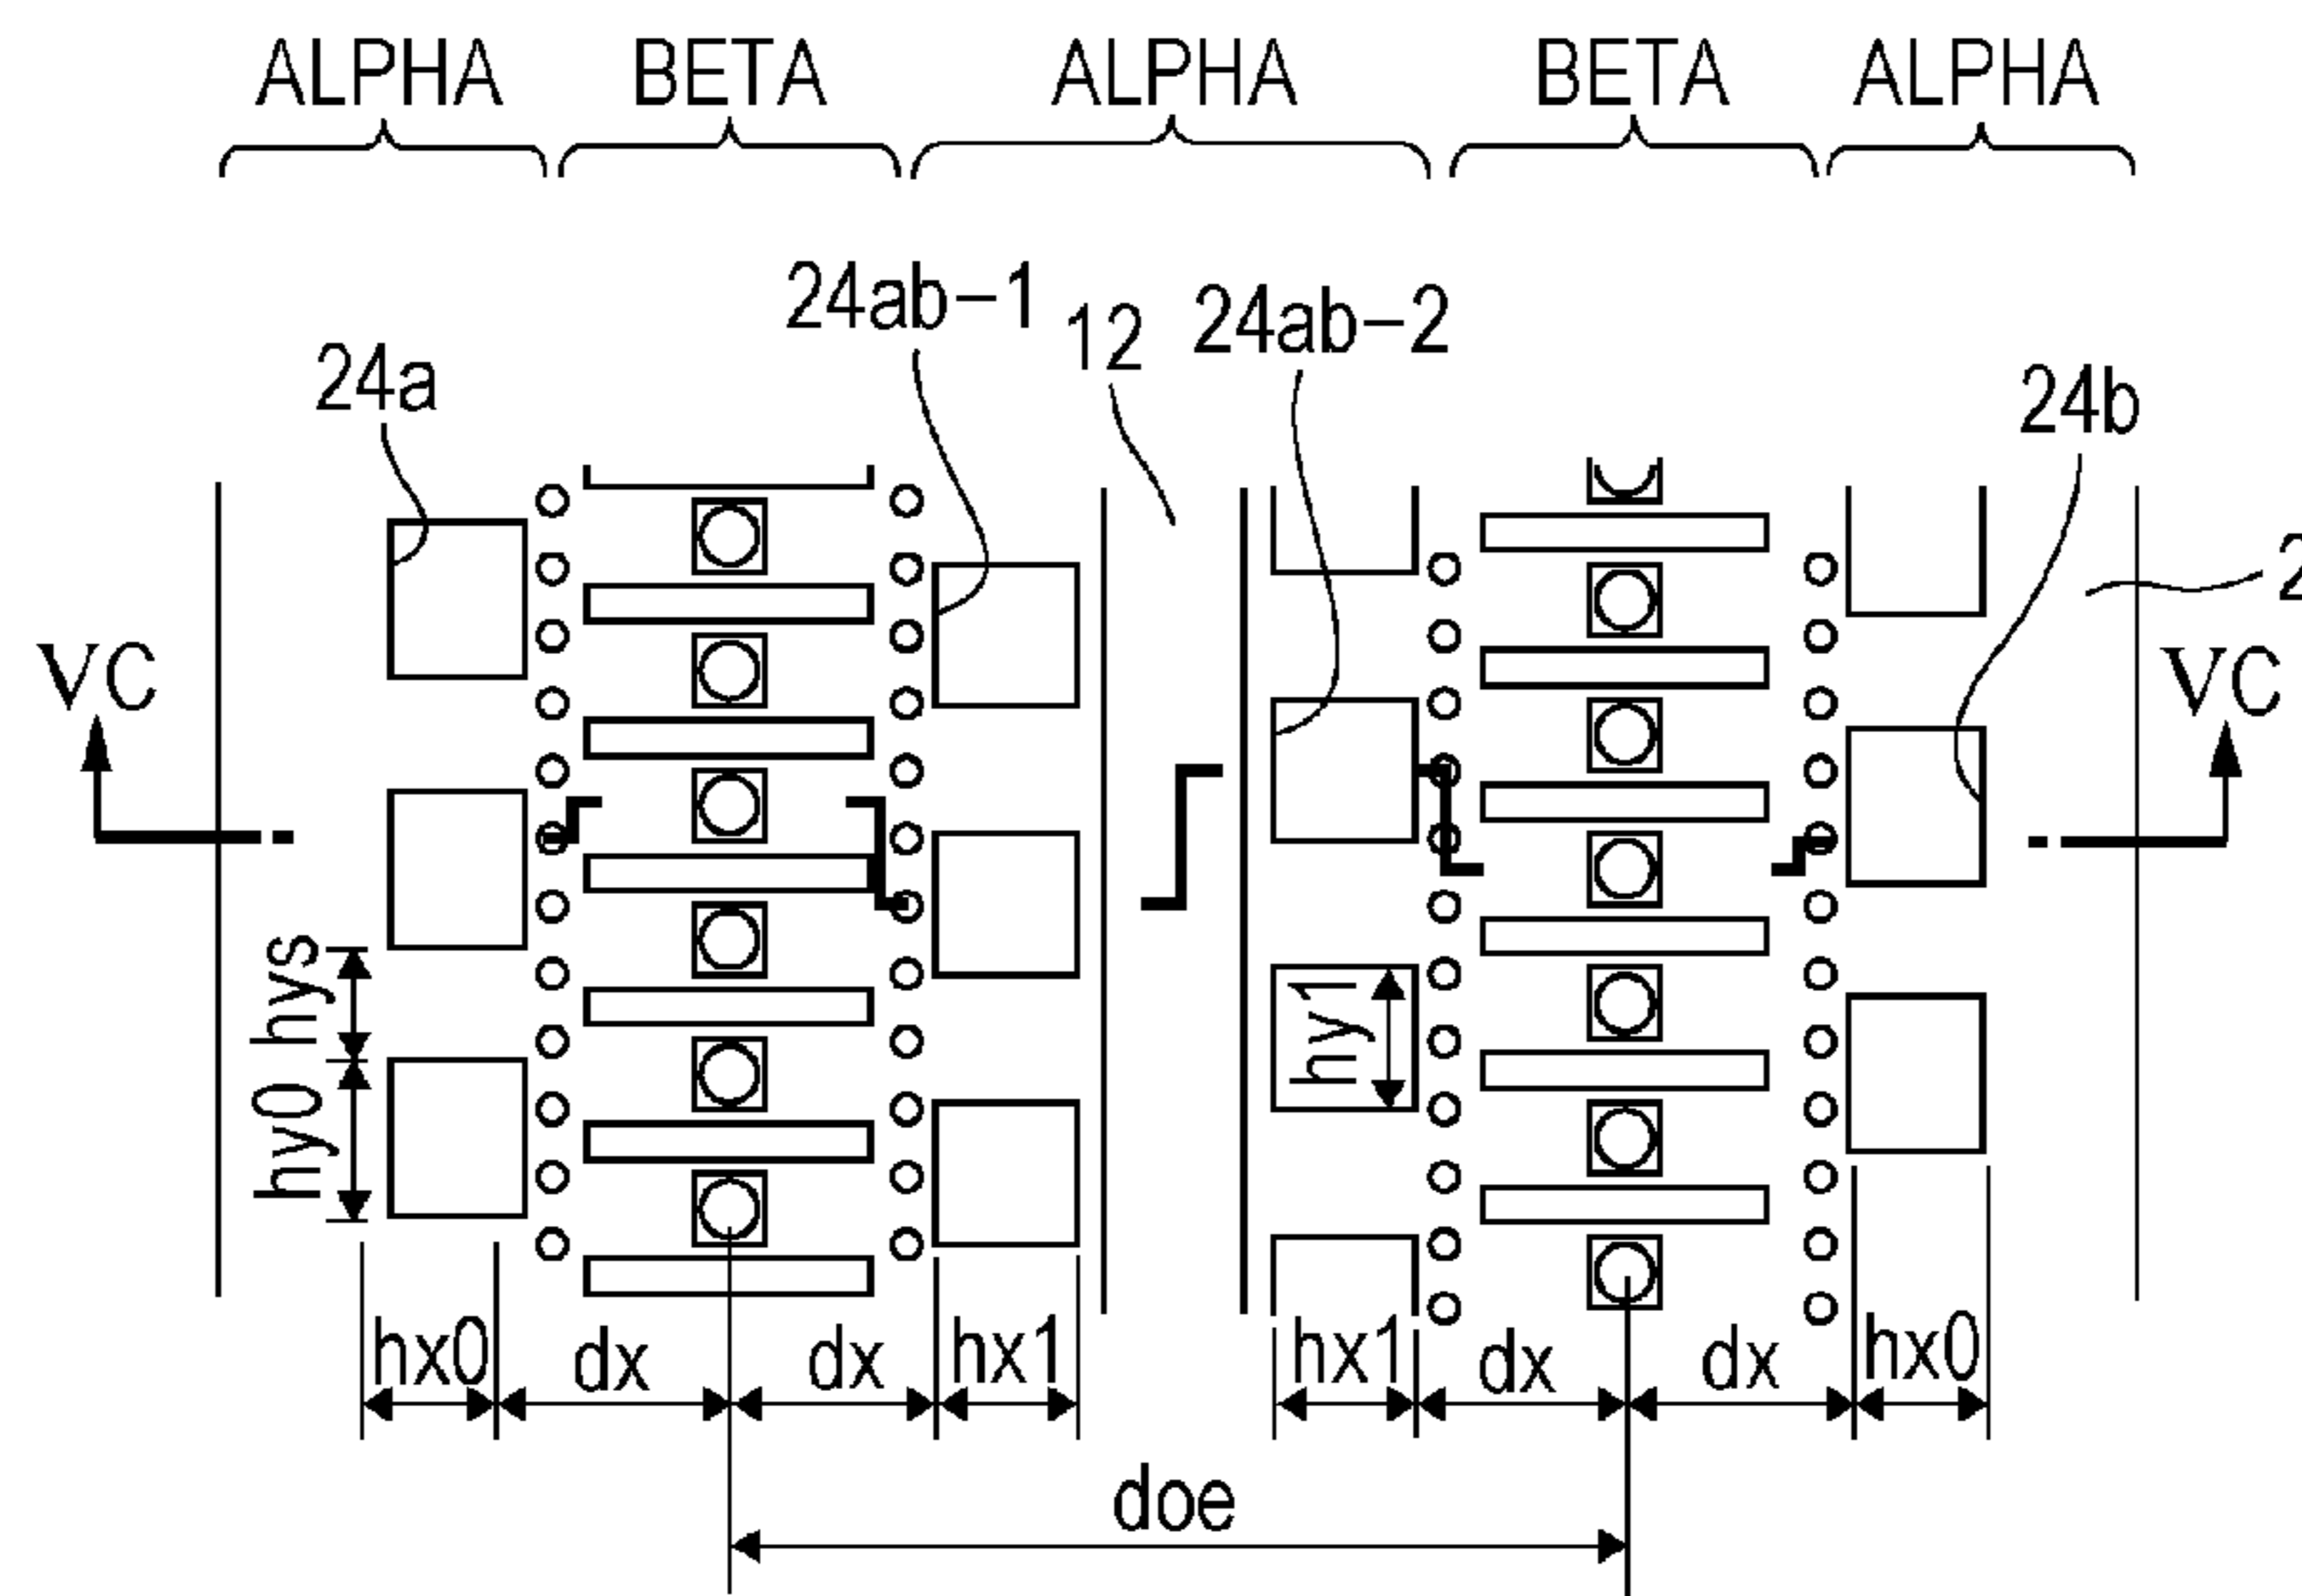 ALPHA BETA ALPHA BETA ALPHA
24ab-1
24ab-2
12
24a
24b
2
VC VC
hys
hy0
hy1
hx0 dx dx hx1 hx1 dx dx hx0
doe